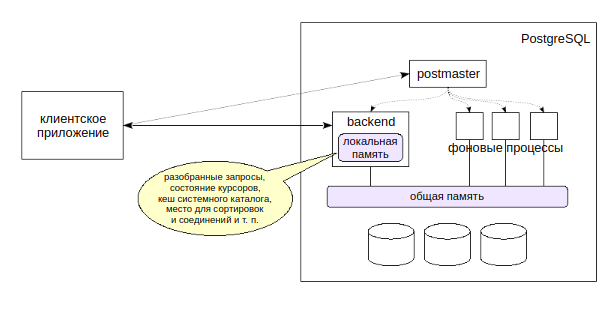 PostgreSQL
postmaster
клиентское
приложение
backend
локальная
память
фоновые процессы
разобранные запросы,
состояние курсоров,
кеш системного каталога,
место для сортировок
и соединений и т. п.
общая память